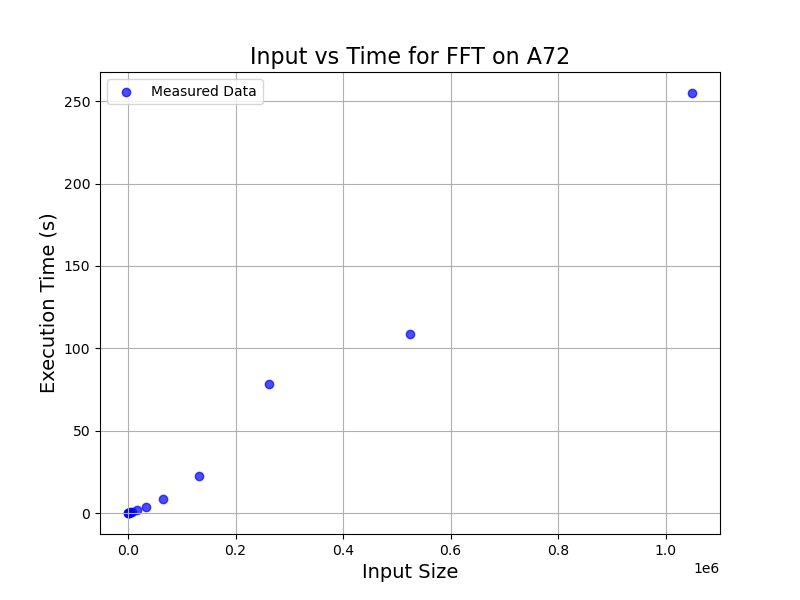 Input vs Time for FFT on A72
Measured Data
Execution Time (s)
250
200
150
100
50
0
0.0 0.2 0.4 0.6 0.8 1.0
1e6
Input Size